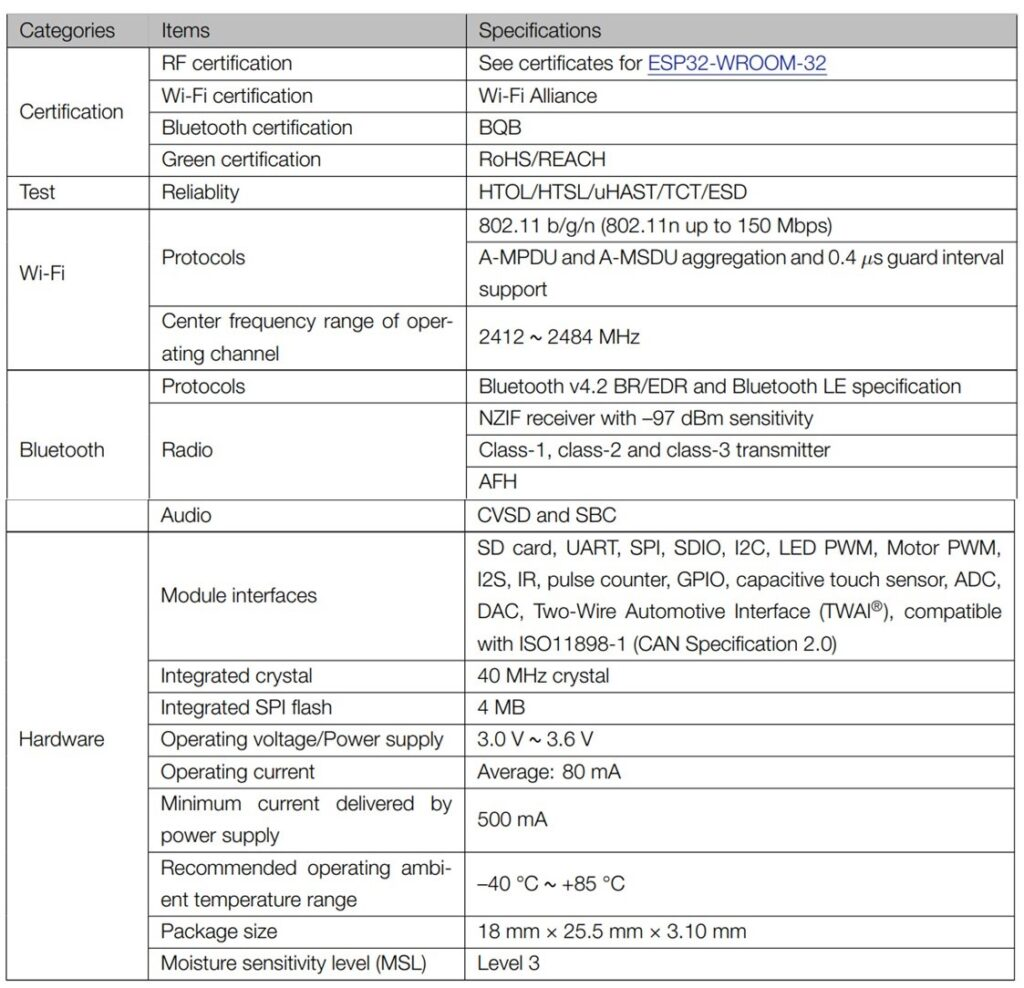 Categories Items Specifications
Certification
RF certification See certificates for ESP32-WROOM-32
Wi-Fi certification Wi-Fi Alliance
Bluetooth certification BQB
Green certification RoHS/REACH
Test Reliablity HTOL/HTSL/uHAST/TCT/ESD
Wi-Fi
Protocols
802.11 b/g/n (802.11n up to 150 Mbps)
A-MPDU and A-MSDU aggregation and 0.4 μs guard interval
support
Center frequency range of oper-
ating channel
2412 ~ 2484 MHz
Bluetooth
Protocols Bluetooth v4.2 BR/EDR and Bluetooth LE specification
Radio
NZIF receiver with –97 dBm sensitivity
Class-1, class-2 and class-3 transmitter
AFH
Audio CVSD and SBC
Hardware
Module interfaces
SD card, UART, SPI, SDIO, I2C, LED PWM, Motor PWM,
I2S, IR, pulse counter, GPIO, capacitive touch sensor, ADC,
DAC, Two-Wire Automotive Interface (TWAI®), compatible
with ISO11898-1 (CAN Specification 2.0)
Integrated crystal 40 MHz crystal
Integrated SPI flash 4 MB
Operating voltage/Power supply 3.0 V ~ 3.6 V
Operating current Average: 80 mA
Minimum current delivered by
power supply
500 mA
Recommended operating ambi-
ent temperature range
–40 °C ~ +85 °C
Package size 18 mm × 25.5 mm × 3.10 mm
Moisture sensitivity level (MSL) Level 3